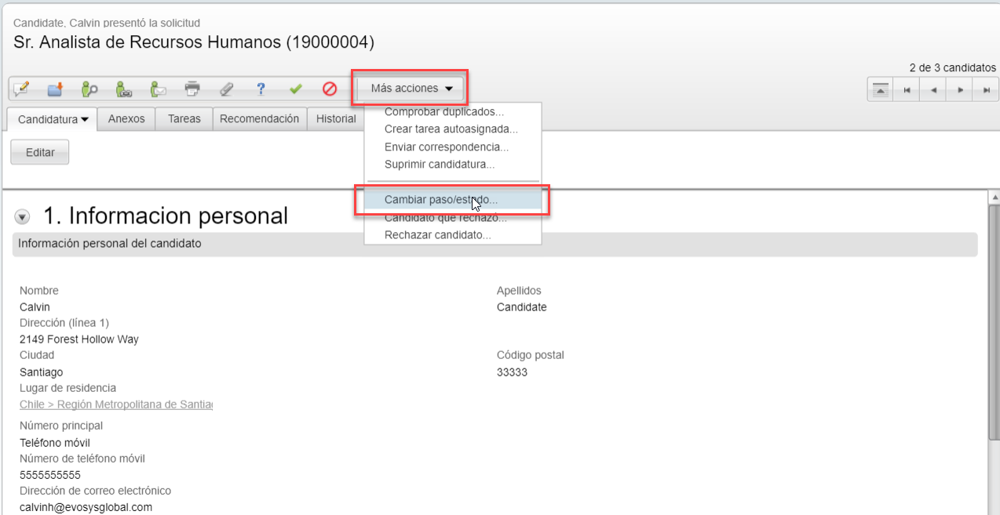 Candidate, Calvin presentó la solicitud
Sr. Analista de Recursos Humanos (19000004)
2 de 3 candidatos
Más acciones
Comprobar duplicados...
Crear tarea autoasignada...
Enviar correspondencia...
Suprimir candidatura...
Cambiar paso/estado...
Candidato que rechazó...
Rechazar candidato...
Candidatura Anexos Tareas Recomendación Historial
Editar
1. Informacion personal
Información personal del candidato
Nombre Apellidos
Calvin Candidate
Dirección (línea 1)
2149 Forest Hollow Way
Ciudad Código postal
Santiago 33333
Lugar de residencia
Chile > Región Metropolitana de Santia
Número principal
Teléfono móvil
Número de teléfono móvil
5555555555
Dirección de correo electrónico
calvinh@evosysglobal.com